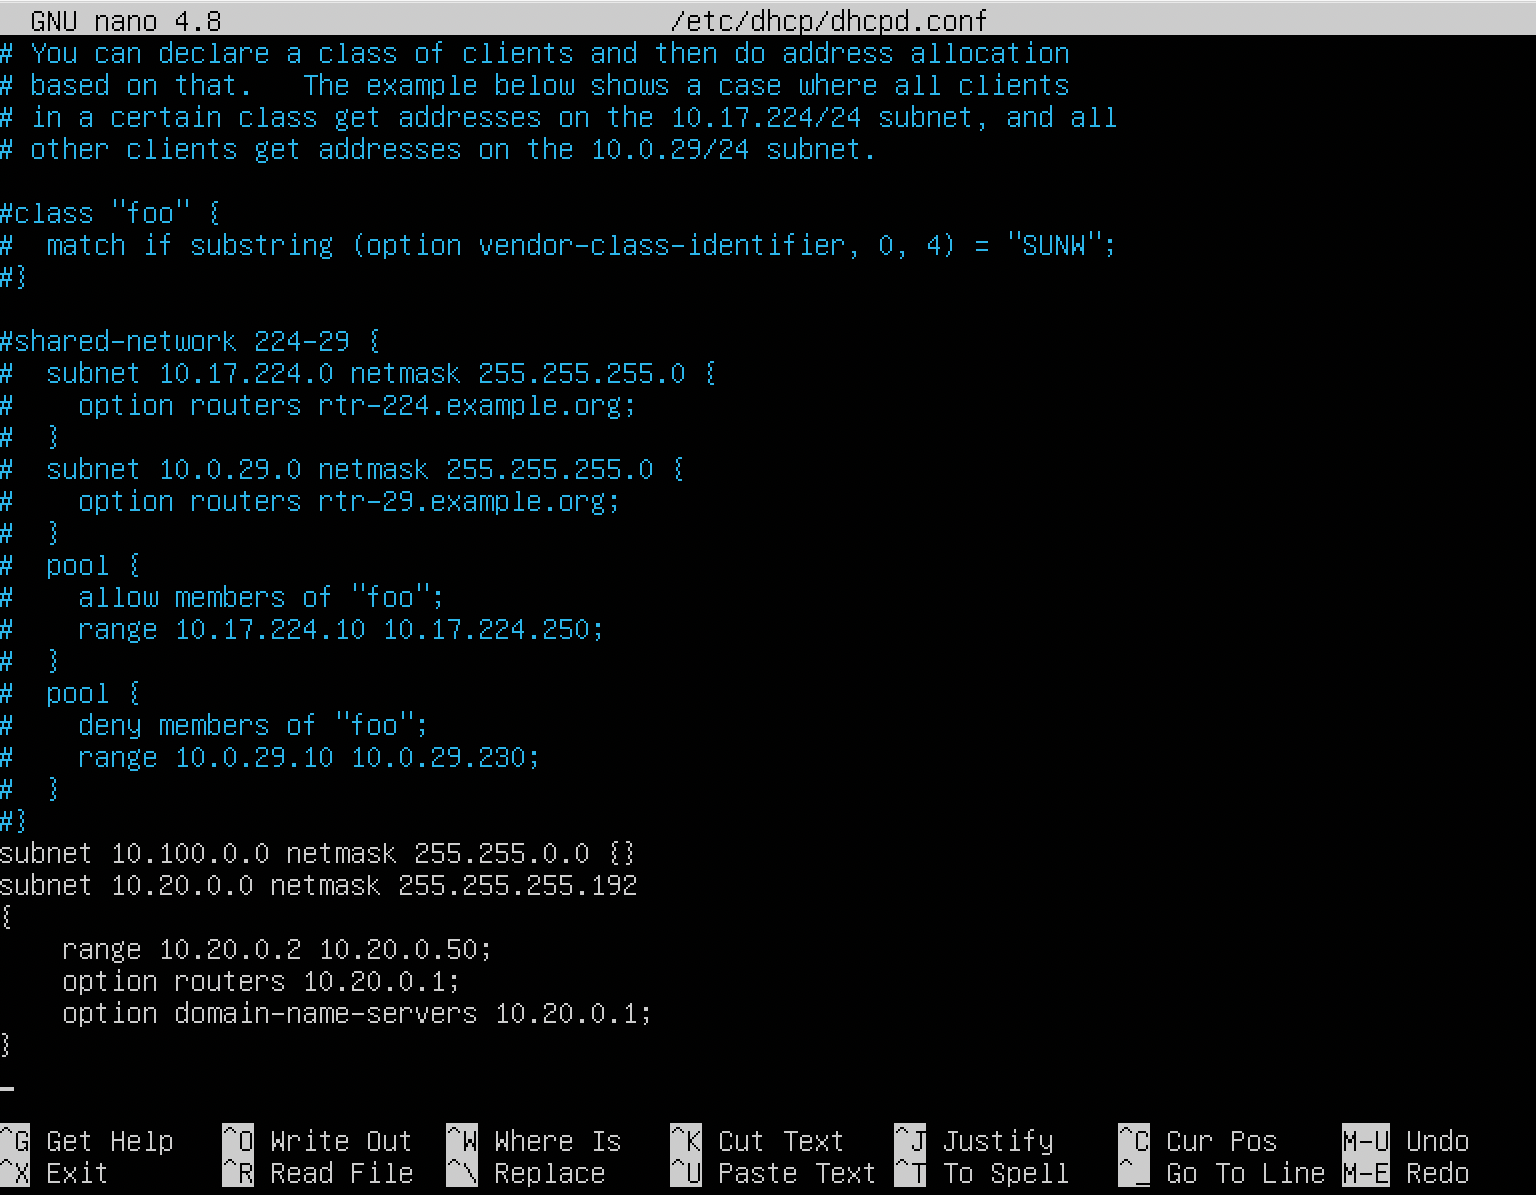 GNU nano 4.8 /etc/dhcp/dhcpd.conf
# You can declare a class of clients and then do address allocation
# based on that.   The example below shows a case where all clients
# in a certain class get addresses on the 10.17.224/24 subnet, and all
# other clients get addresses on the 10.0.29/24 subnet.

#class "foo" {
#  match if substring (option vendor-class-identifier, 0, 4) = "SUNW";
#}

#shared-network 224-29 {
#  subnet 10.17.224.0 netmask 255.255.255.0 {
#    option routers rtr-224.example.org;
#  }
#  subnet 10.0.29.0 netmask 255.255.255.0 {
#    option routers rtr-29.example.org;
#  }
#  pool {
#    allow members of "foo";
#    range 10.17.224.10 10.17.224.250;
#  }
#  pool {
#    deny members of "foo";
#    range 10.0.29.10 10.0.29.230;
#  }
#}
subnet 10.100.0.0 netmask 255.255.0.0 {}
subnet 10.20.0.0 netmask 255.255.255.192
{
    range 10.20.0.2 10.20.0.50;
    option routers 10.20.0.1;
    option domain-name-servers 10.20.0.1;
}

^G Get Help ^O Write Out ^W Where Is ^K Cut Text ^J Justify ^C Cur Pos M-U Undo
^X Exit ^R Read File ^\ Replace ^U Paste Text ^T To Spell ^_ Go To Line M-E Redo